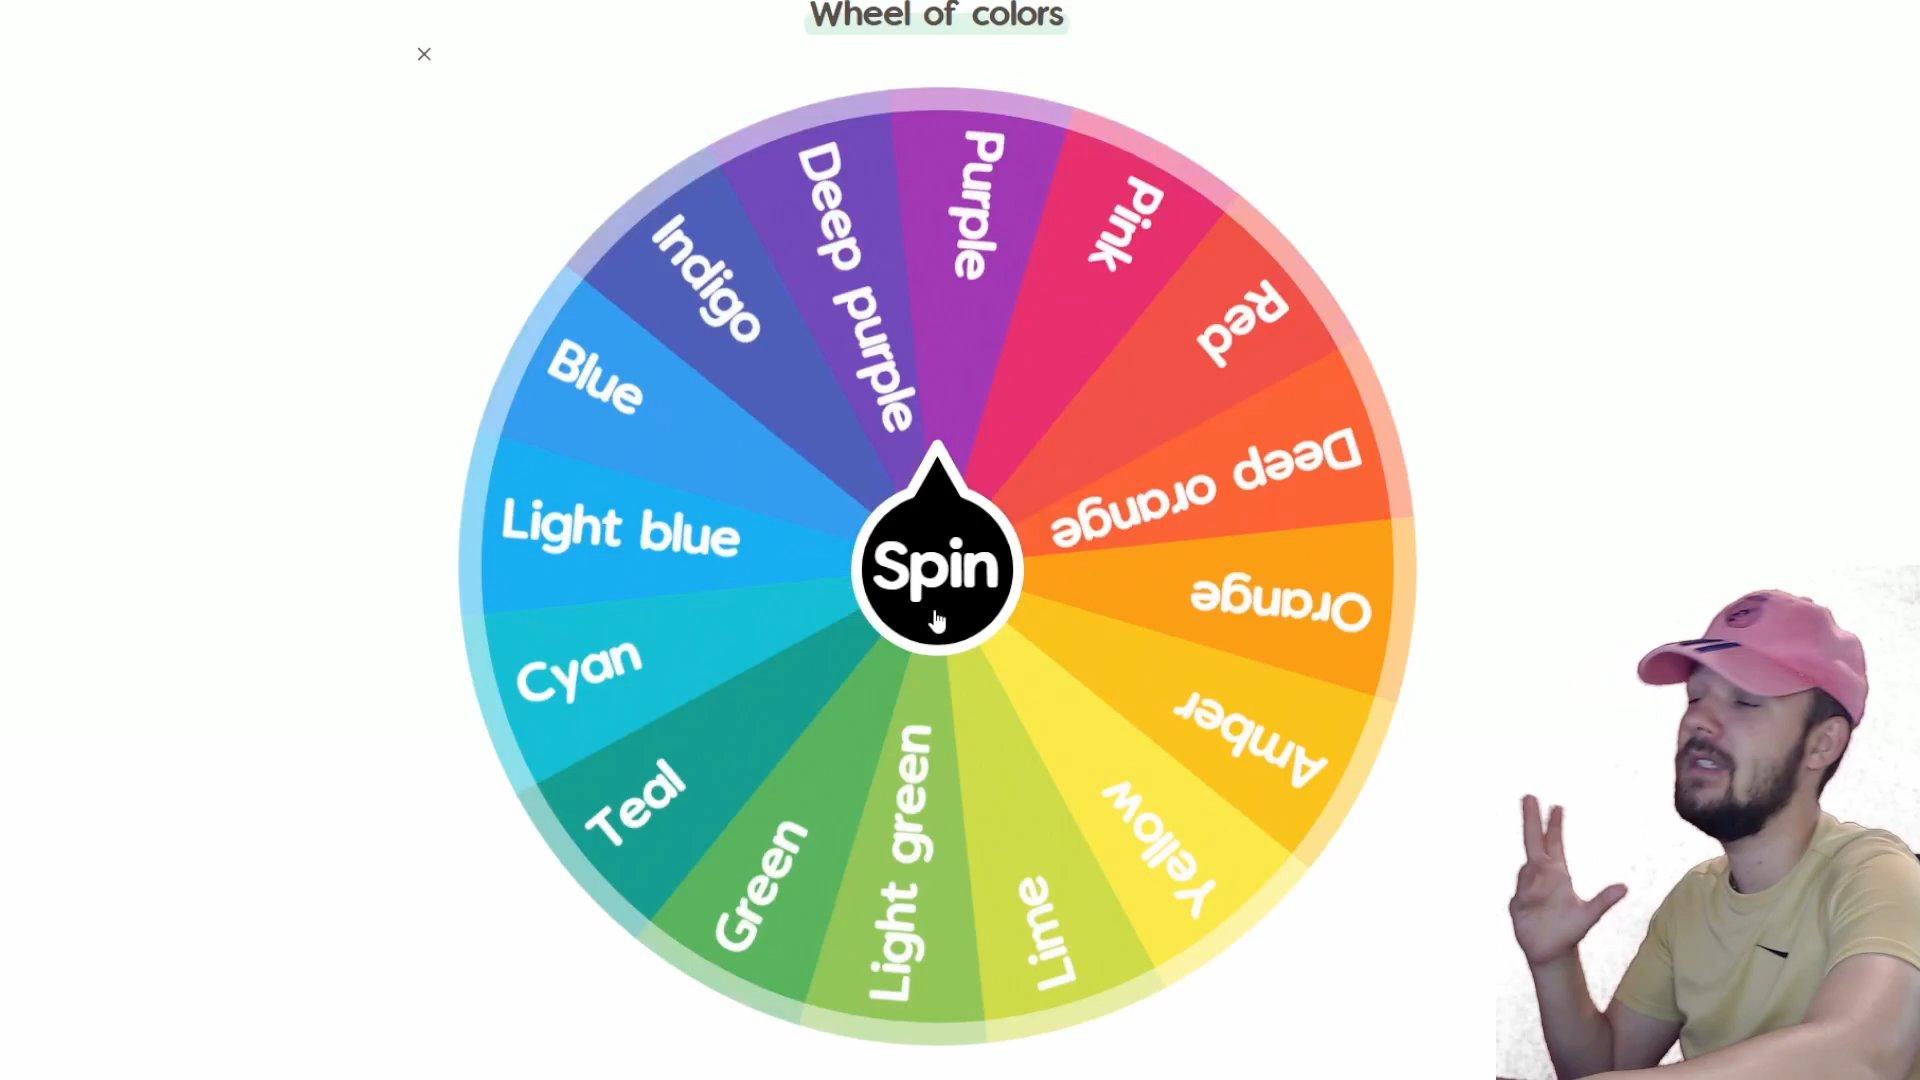 Wheel of colors
Purple
Pink
Red
Deep orange
Orange
Amber
Yellow
Lime
Light green
Green
Teal
Cyan
Light blue
Blue
Indigo
Deep purple
Spin